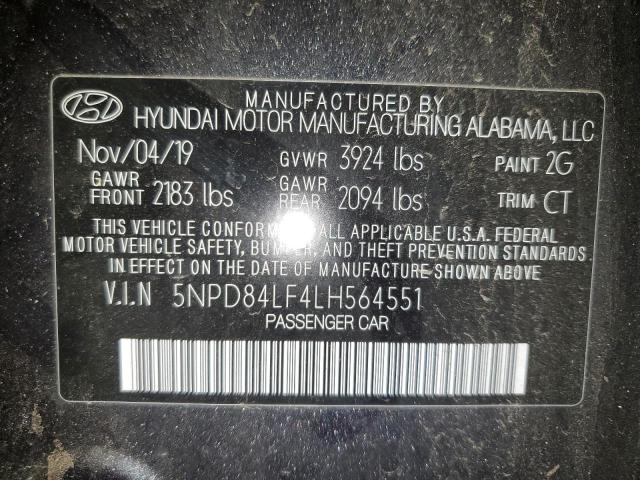 MANUFACTURED BY
HYUNDAI MOTOR MANUFACTURING ALABAMA, LLC
Nov/04/19 GVWR 3924 lbs PAINT 2G
GAWR FRONT 2183 lbs GAWR REAR 2094 lbs TRIM CT
THIS VEHICLE CONFORMS TO ALL APPLICABLE U.S.A. FEDERAL
MOTOR VEHICLE SAFETY, BUMPER, AND THEFT PREVENTION STANDARDS
IN EFFECT ON THE DATE OF MANUFACTURE SHOWN ABOVE.
V.I.N 5NPD84LF4LH564551
PASSENGER CAR